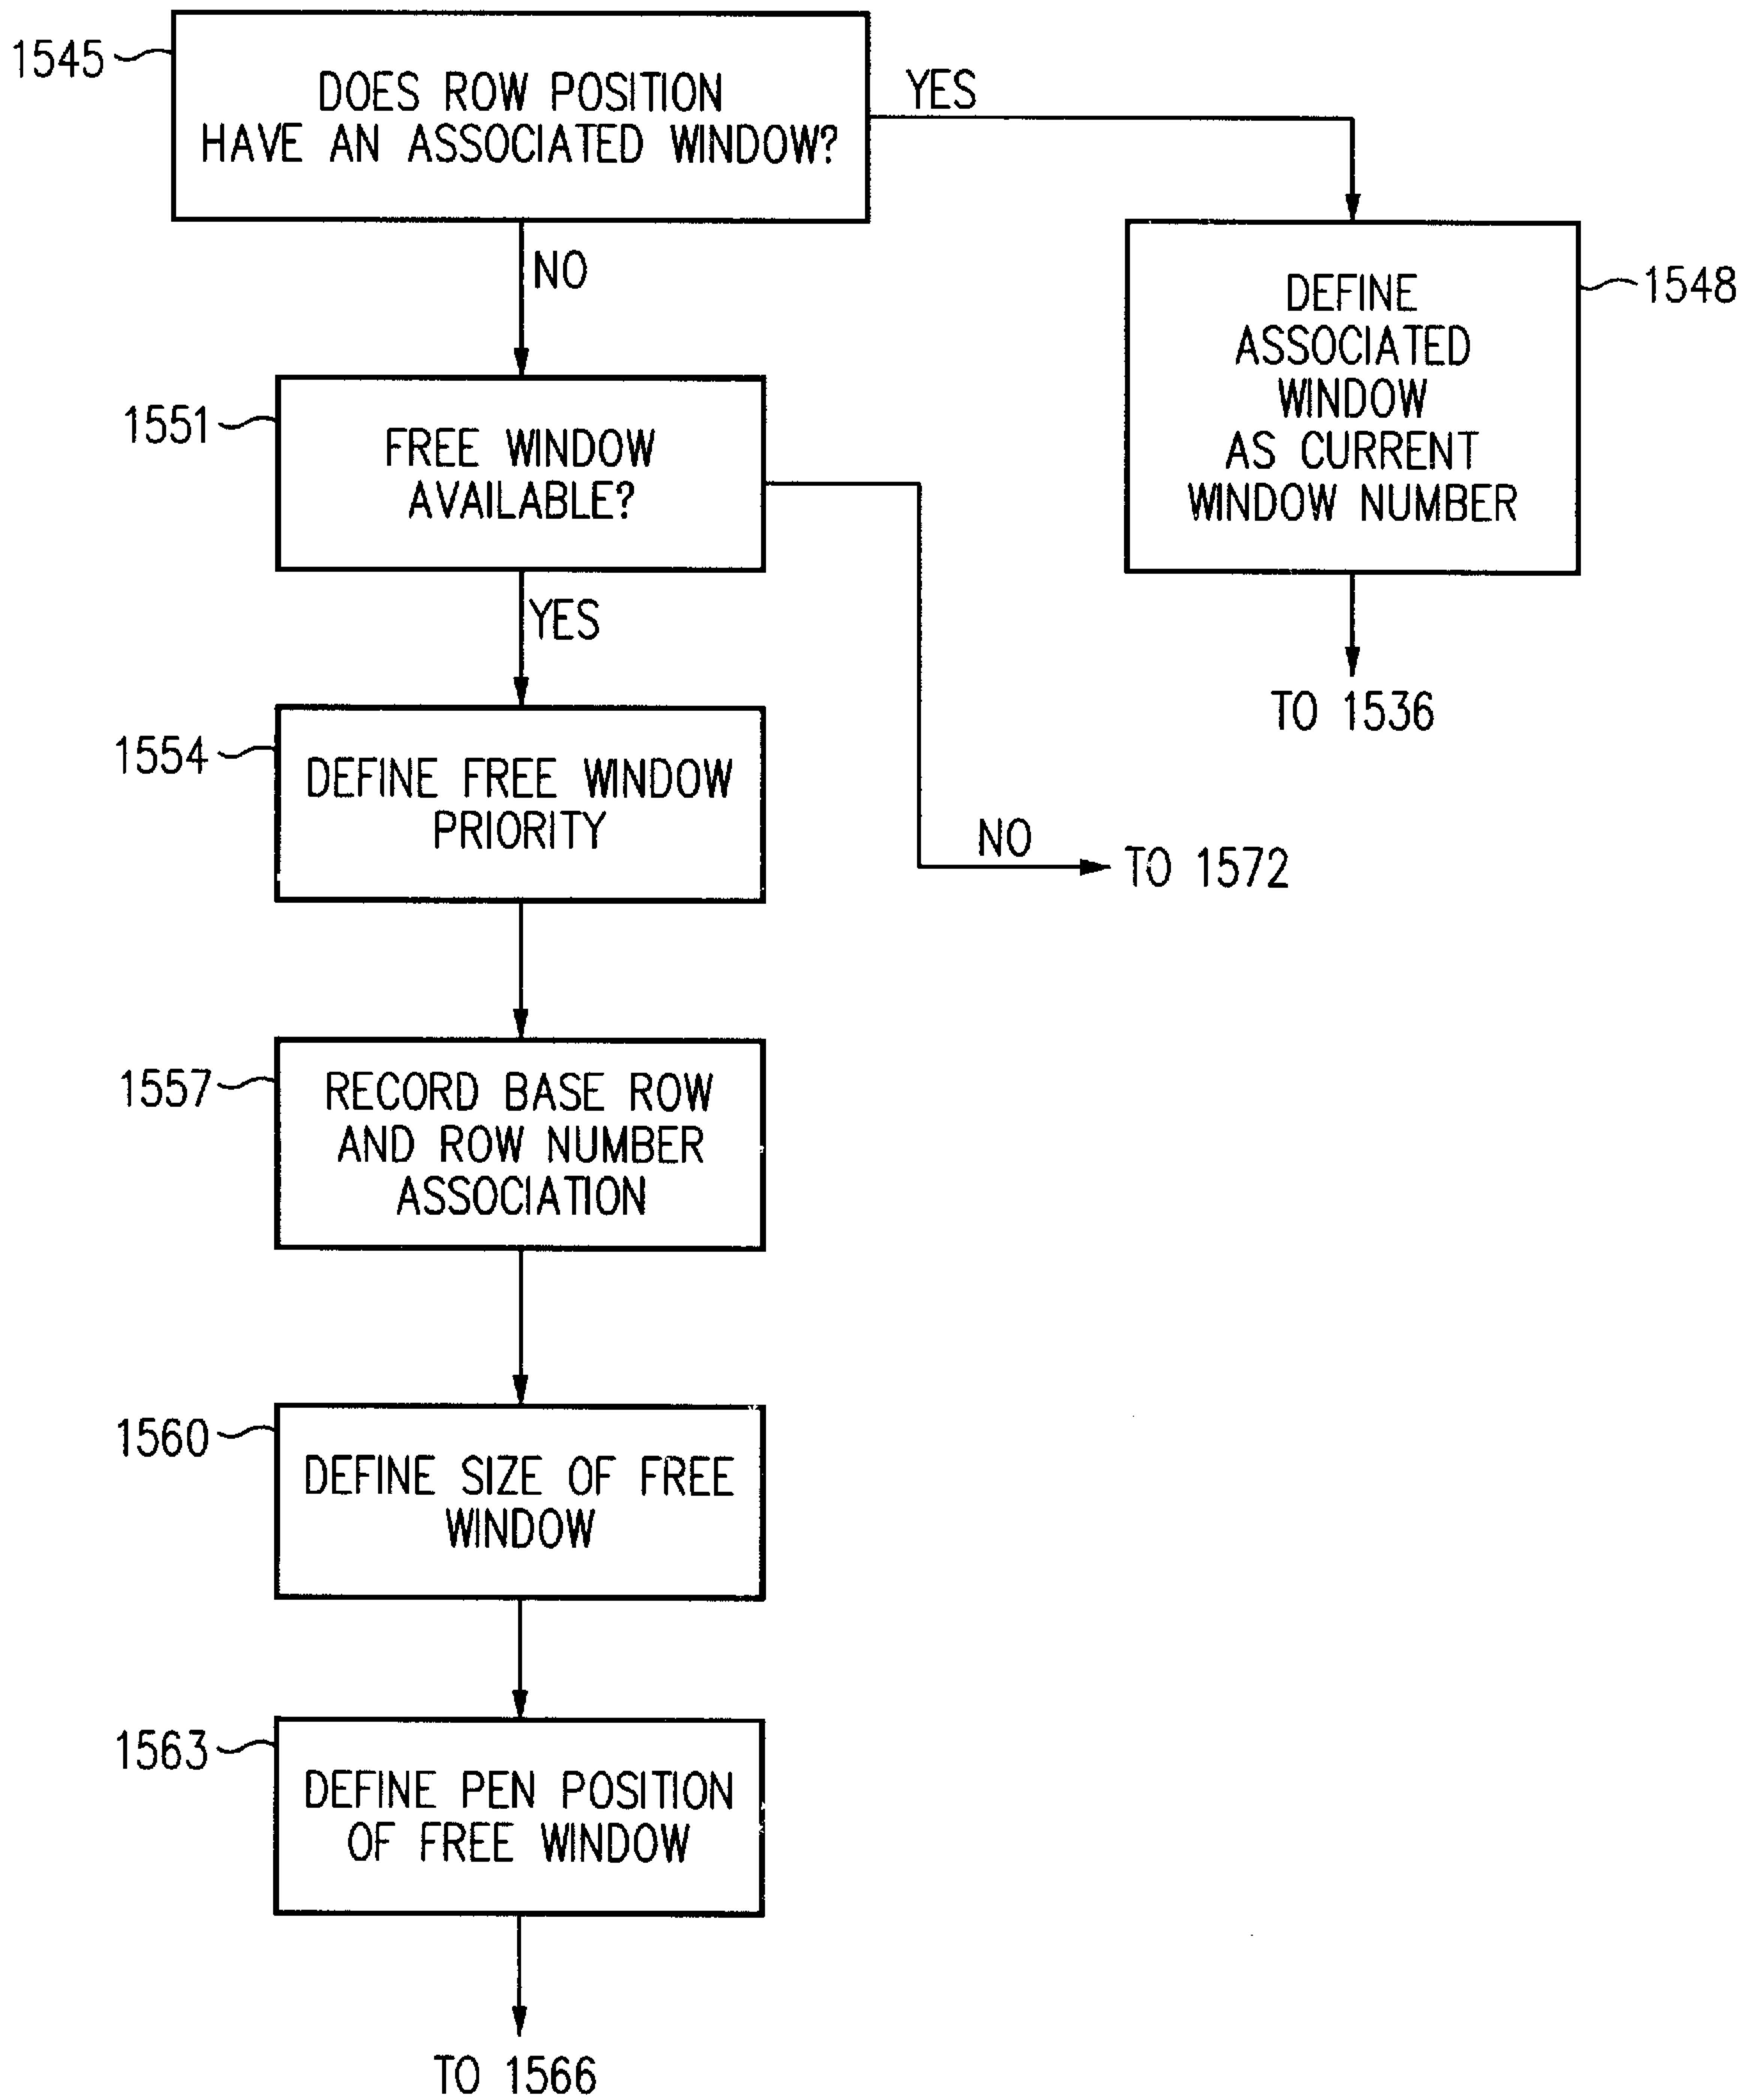 1545
DOES ROW POSITION
HAVE AN ASSOCIATED WINDOW?
YES
NO
1548
DEFINE
ASSOCIATED
WINDOW
AS CURRENT
WINDOW NUMBER
TO 1536
1551
FREE WINDOW
AVAILABLE?
YES
NO
TO 1572
1554
DEFINE FREE WINDOW
PRIORITY
1557
RECORD BASE ROW
AND ROW NUMBER
ASSOCIATION
1560
DEFINE SIZE OF FREE
WINDOW
1563
DEFINE PEN POSITION
OF FREE WINDOW
TO 1566